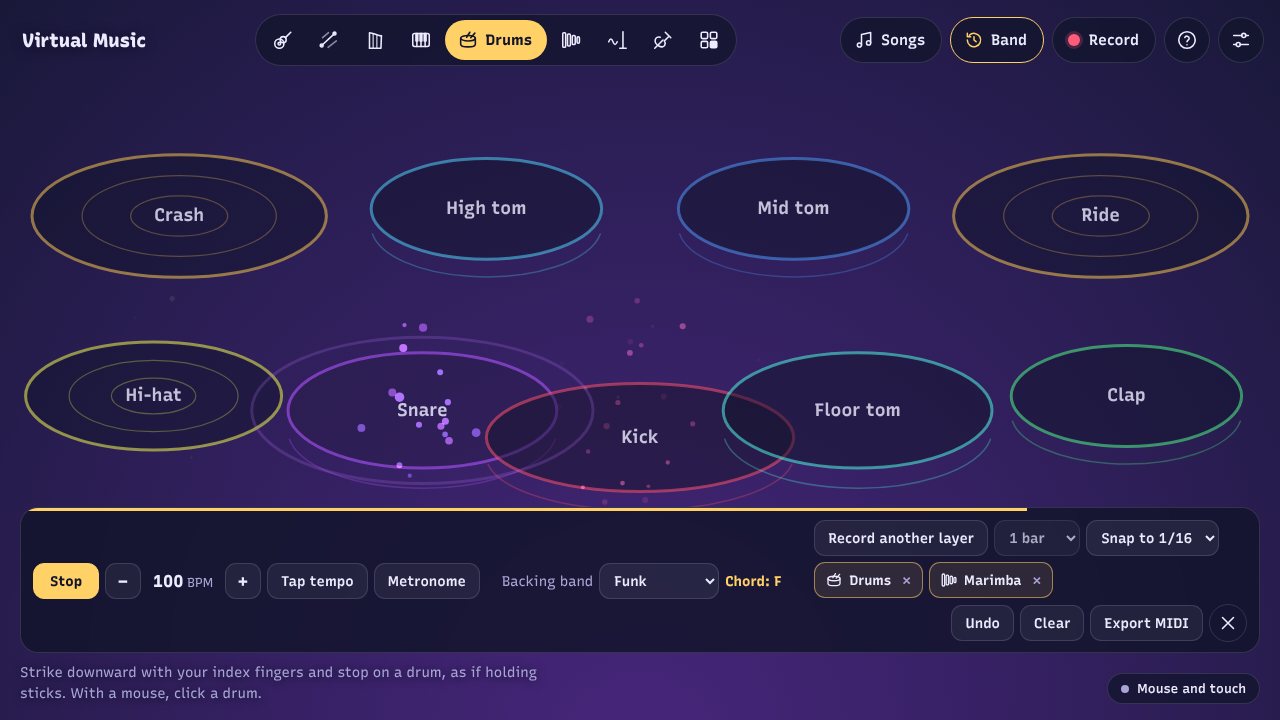 Virtual Music
Drums
Songs
Band
Record
Crash
High tom
Mid tom
Ride
Hi-hat
Snare
Kick
Floor tom
Clap
Record another layer
1 bar
Snap to 1/16
Stop
−
100 BPM
+
Tap tempo
Metronome
Backing band
Funk
Chord: F
Drums ×
Marimba ×
Undo
Clear
Export MIDI
Strike downward with your index fingers and stop on a drum, as if holding
sticks. With a mouse, click a drum.
Mouse and touch